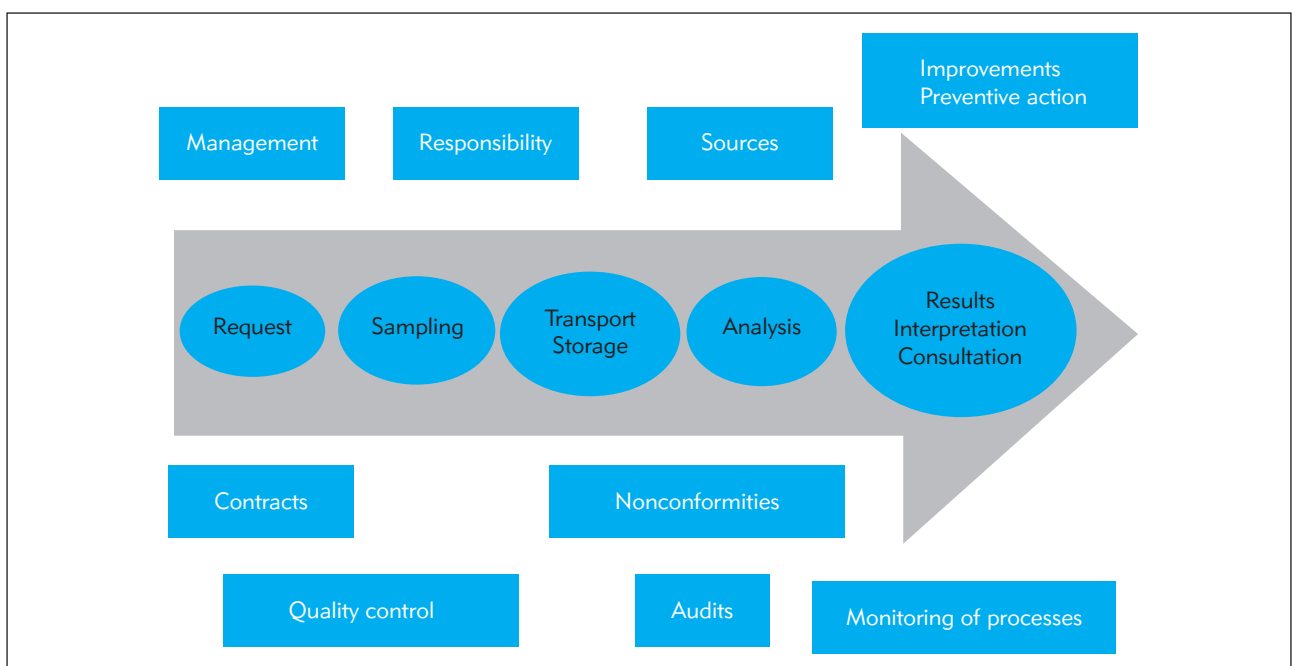 Improvements
Preventive action
Management
Responsibility
Sources
Request
Sampling
Transport
Storage
Analysis
Results
Interpretation
Consultation
Contracts
Nonconformities
Quality control
Audits
Monitoring of processes